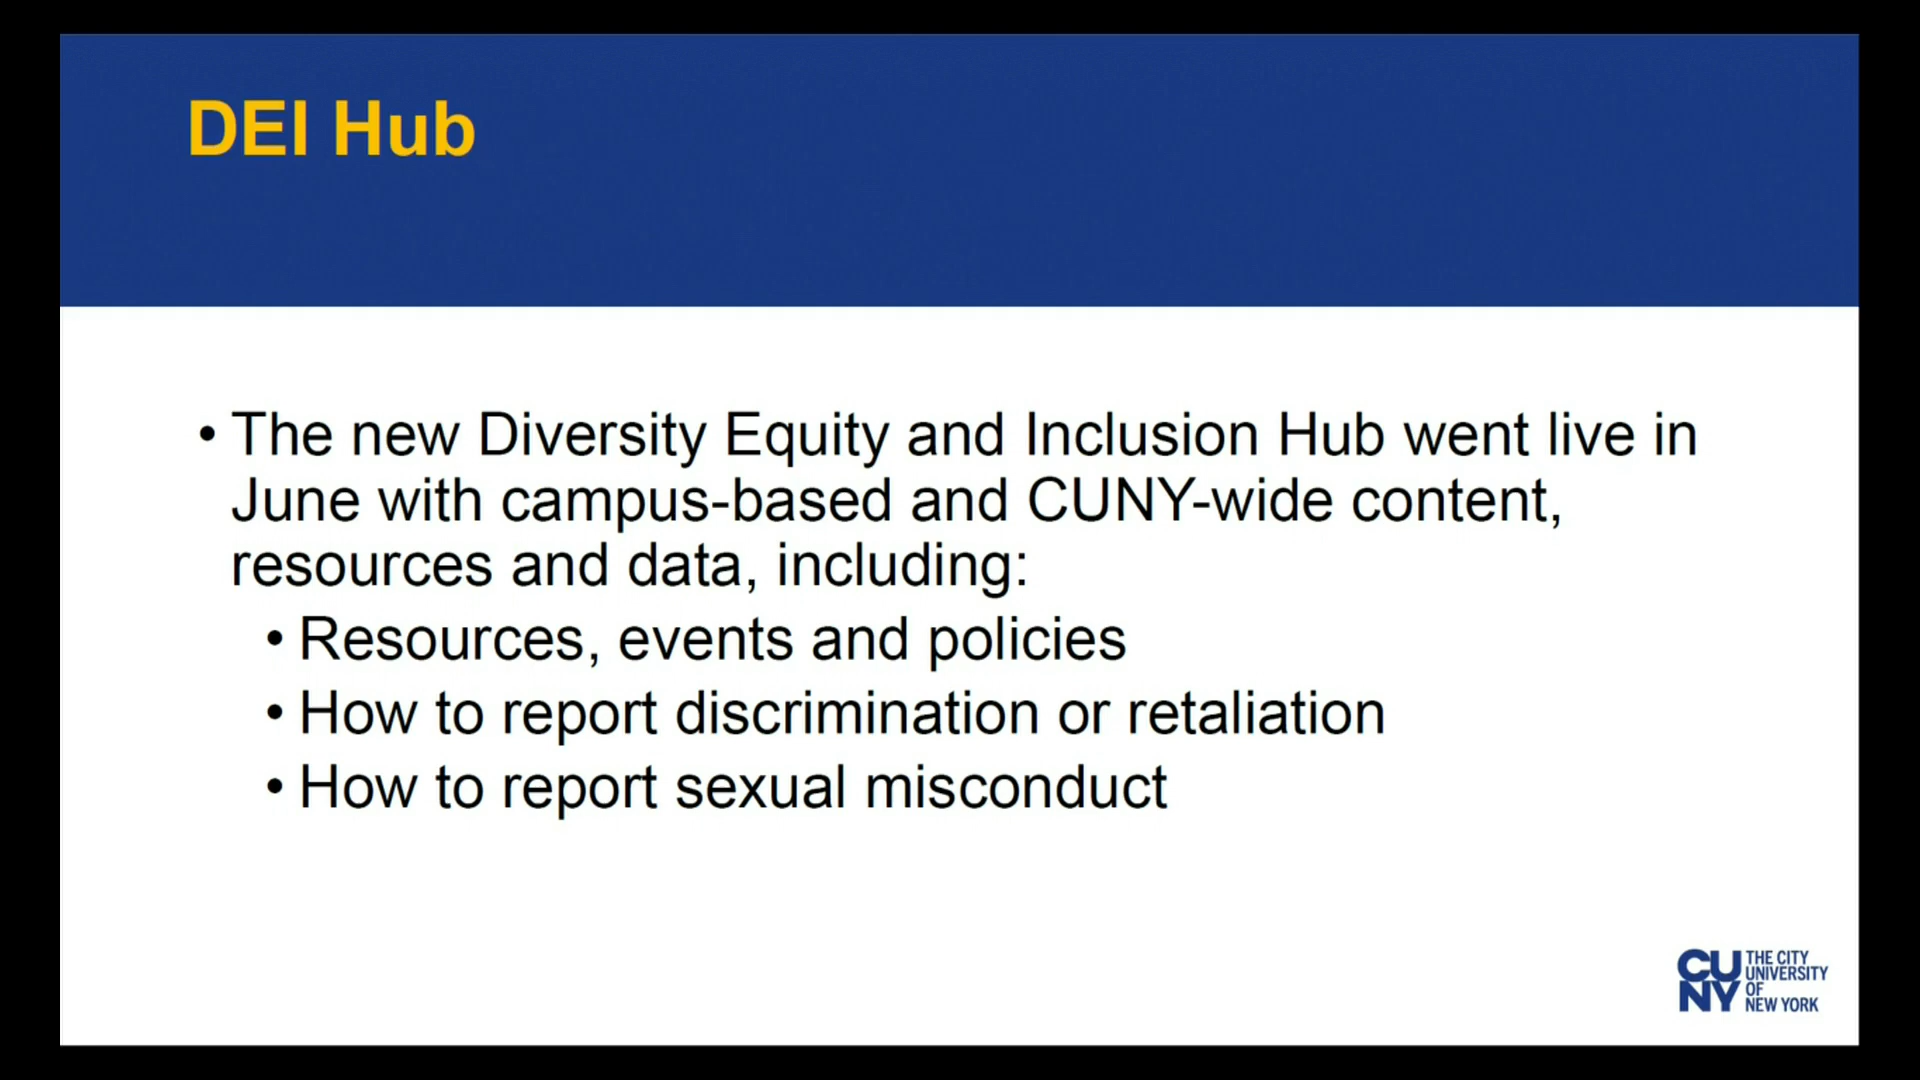 DEI Hub
• The new Diversity Equity and Inclusion Hub went live in
June with campus-based and CUNY-wide content,
resources and data, including:
• Resources, events and policies
• How to report discrimination or retaliation
• How to report sexual misconduct
CU
NY
THE CITY
UNIVERSITY
OF
NEW YORK